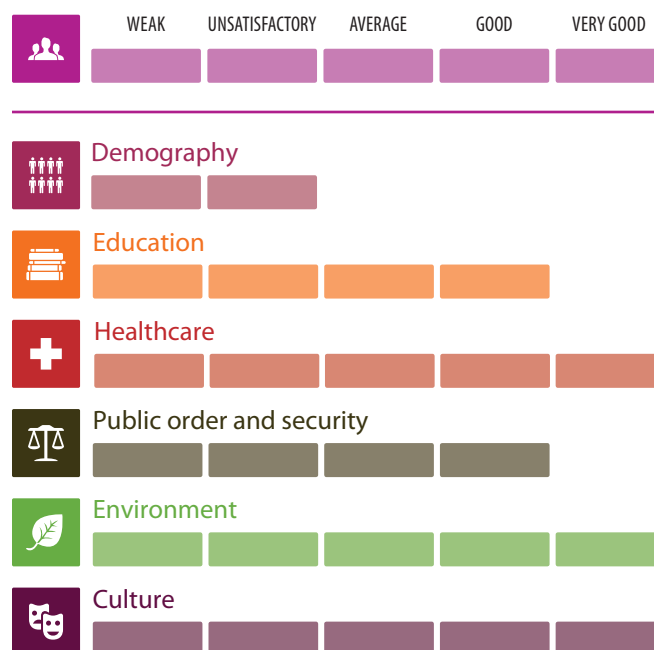 WEAK UNSATISFACTORY AVERAGE GOOD VERY GOOD
Demography
Education
Healthcare
Public order and security
Environment
Culture